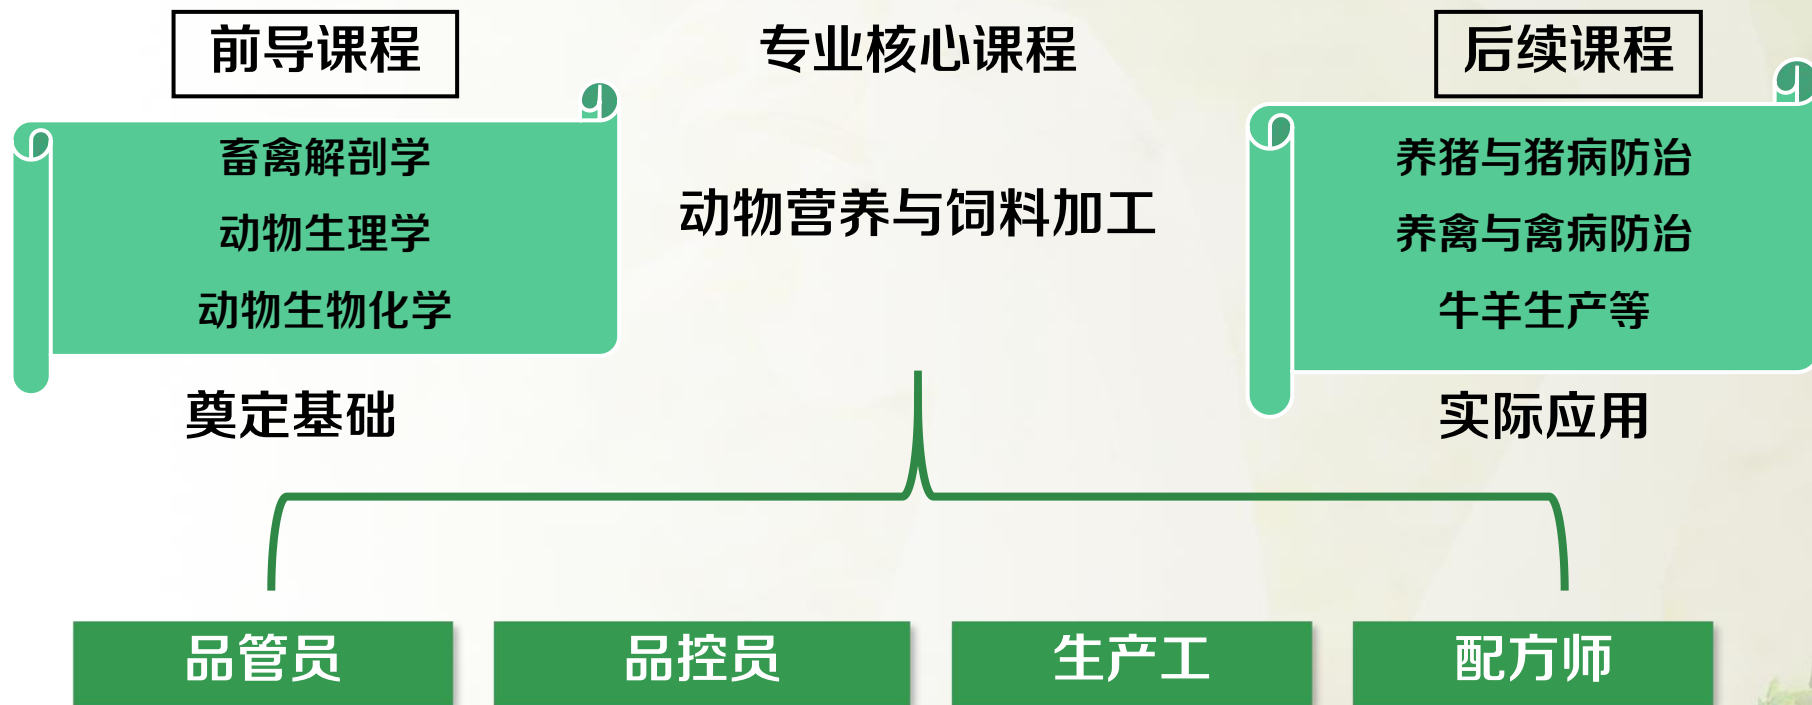 前导课程
专业核心课程
后续课程
畜禽解剖学
动物生理学
动物生物化学
动物营养与饲料加工
养猪与猪病防治
养禽与禽病防治
牛羊生产等
奠定基础
实际应用
品管员
品控员
生产工
配方师